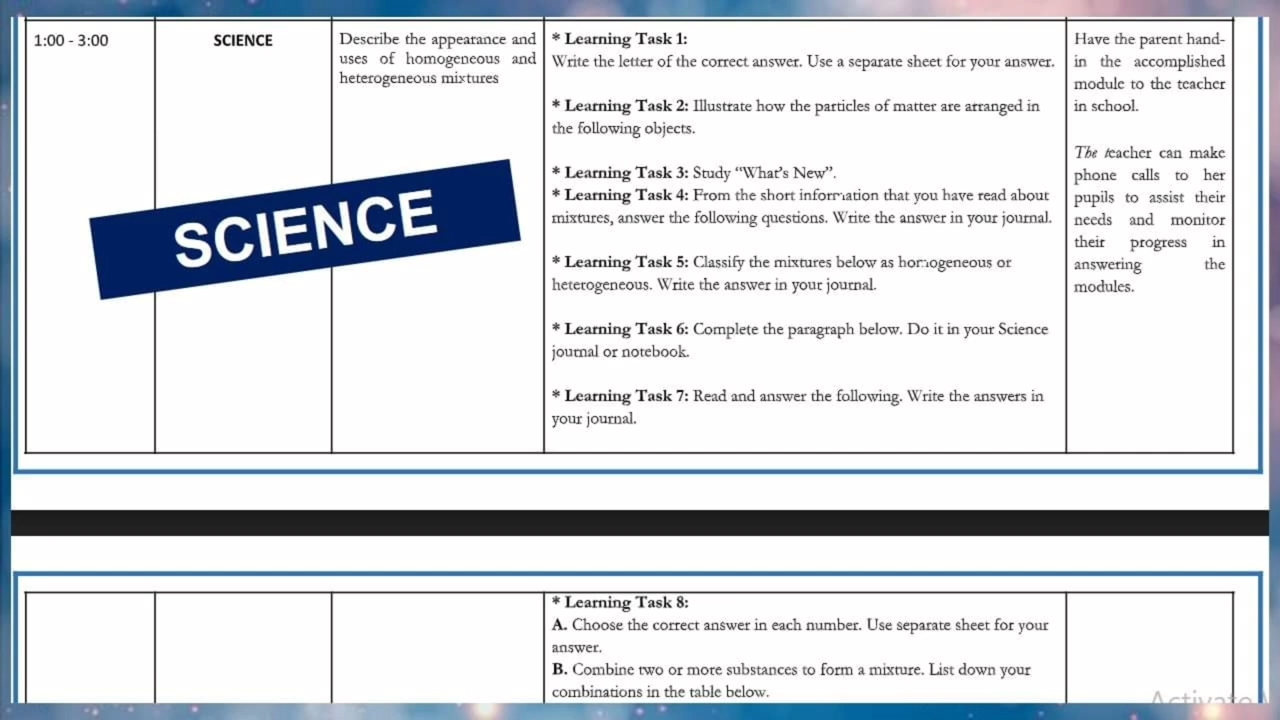 1:00 - 3:00
SCIENCE
Describe the appearance and
uses of homogeneous and
heterogeneous mixtures
* Learning Task 1:
Write the letter of the correct answer. Use a separate sheet for your answer.
* Learning Task 2: Illustrate how the particles of matter are arranged in
the following objects.
* Learning Task 3: Study “What’s New”.
* Learning Task 4: From the short information that you have read about
mixtures, answer the following questions. Write the answer in your journal.
* Learning Task 5: Classify the mixtures below as homogeneous or
heterogeneous. Write the answer in your journal.
* Learning Task 6: Complete the paragraph below. Do it in your Science
journal or notebook.
* Learning Task 7: Read and answer the following. Write the answers in
your journal.
Have the parent hand-
in the accomplished
module to the teacher
in school.
The teacher can make
phone calls to her
pupils to assist their
needs and monitor
their progress in
answering the
modules.
SCIENCE
* Learning Task 8:
A. Choose the correct answer in each number. Use separate sheet for your
answer.
B. Combine two or more substances to form a mixture. List down your
combinations in the table below.
Activate